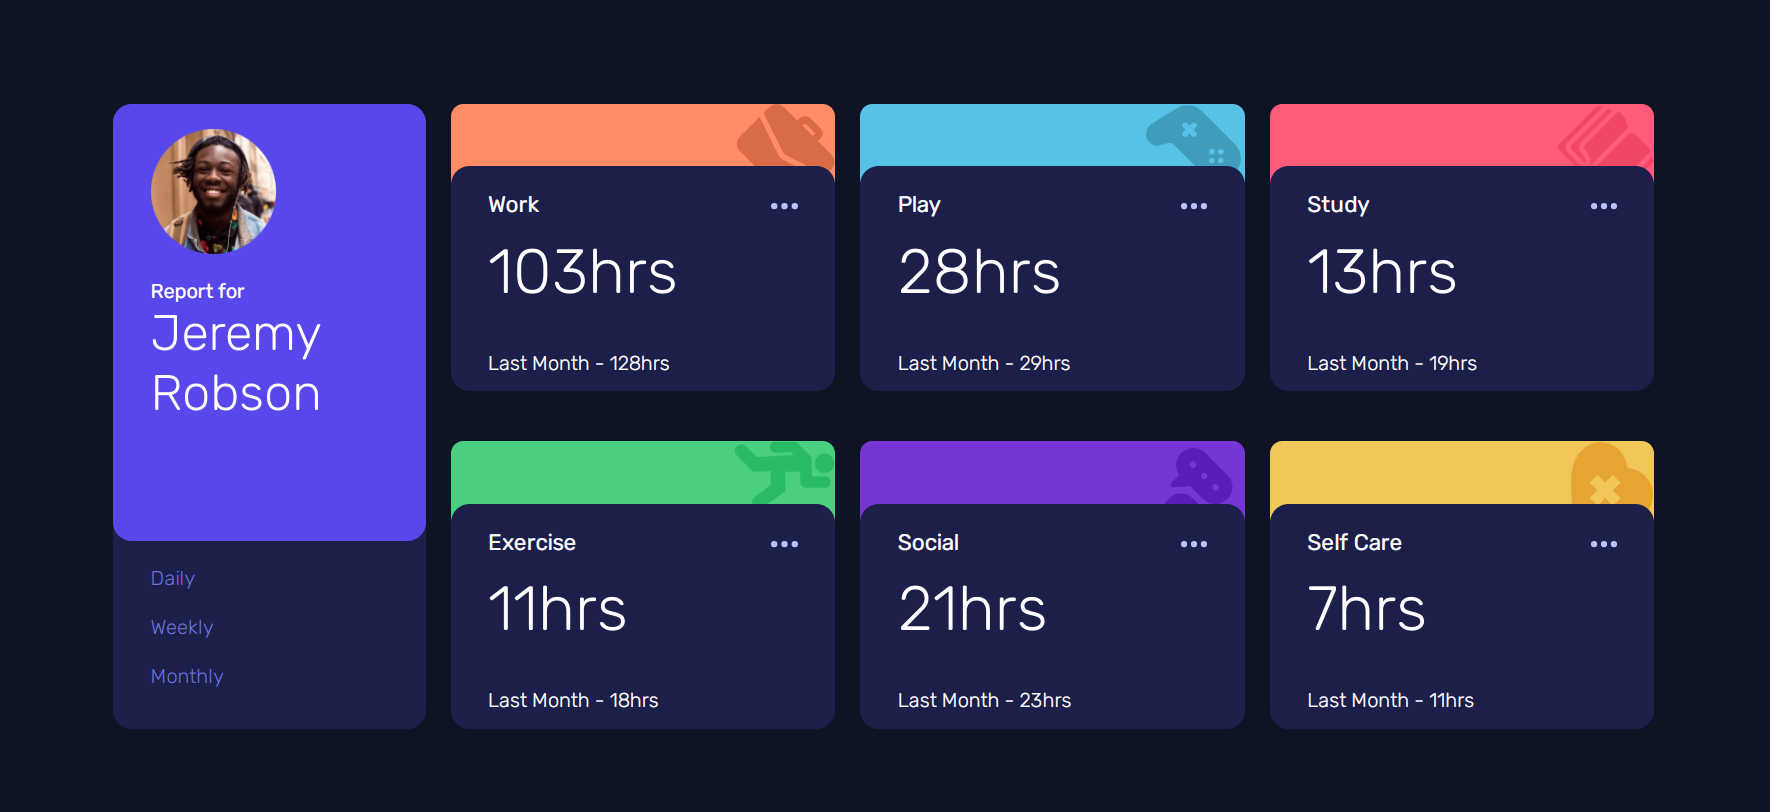 Report for
Jeremy
Robson
Daily
Weekly
Monthly
Work
103hrs
Last Month - 128hrs
Play
28hrs
Last Month - 29hrs
Study
13hrs
Last Month - 19hrs
Exercise
11hrs
Last Month - 18hrs
Social
21hrs
Last Month - 23hrs
Self Care
7hrs
Last Month - 11hrs